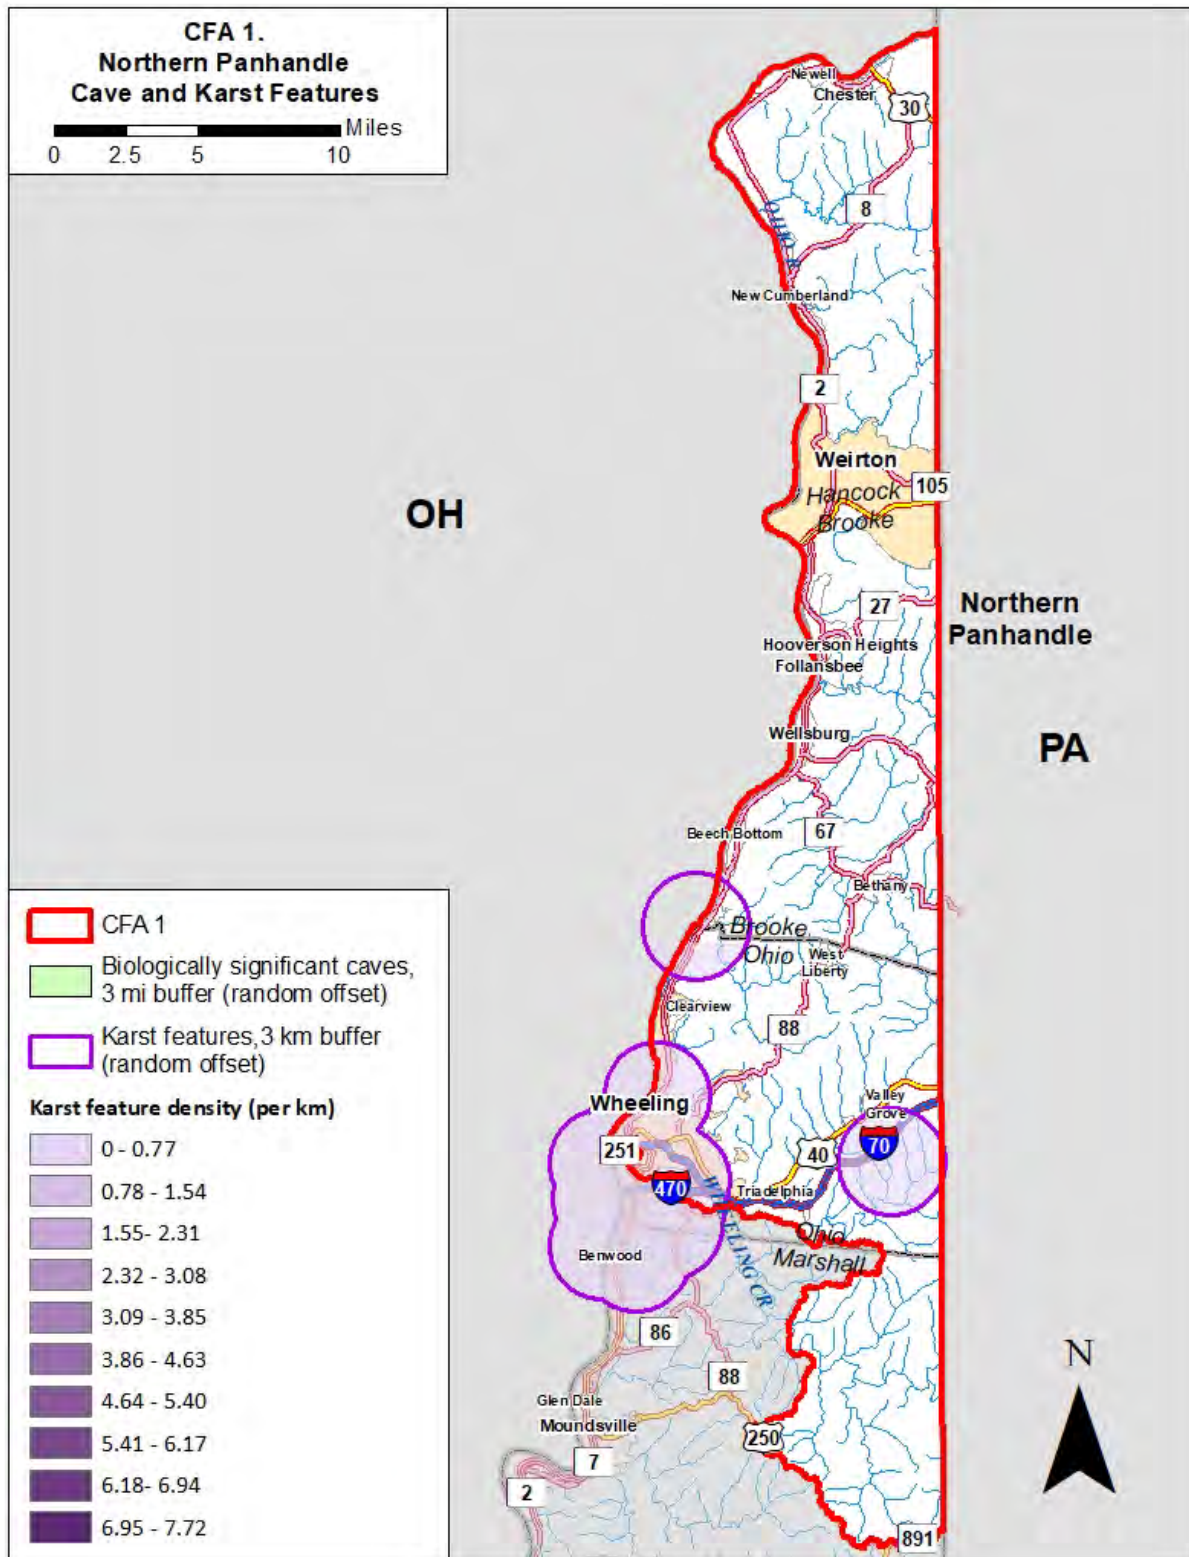 CFA 1.
Northern Panhandle
Cave and Karst Features
Miles
0 2.5 5 10
Newell
Chester
30
8
OHIO R
New Cumberland
2
Weirton
105
Hancock
Brooke
OH
27
Northern
Panhandle
Hooverson Heights
Follansbee
Wellsburg
PA
Beech Bottom
67
Bethany
Brooke
Ohio
West
Liberty
Clearview
88
Valley
Grove
Wheeling
70
251
40
470
Triadelphia
WHEELING CR
Ohio
Marshall
Benwood
86
88
Glen Dale
Moundsville
250
7
2
891
N
CFA 1
Biologically significant caves,
3 mi buffer (random offset)
Karst features,3 km buffer
(random offset)
Karst feature density (per km)
0 - 0.77
0.78 - 1.54
1.55- 2.31
2.32 - 3.08
3.09 - 3.85
3.86 - 4.63
4.64 - 5.40
5.41 - 6.17
6.18- 6.94
6.95 - 7.72